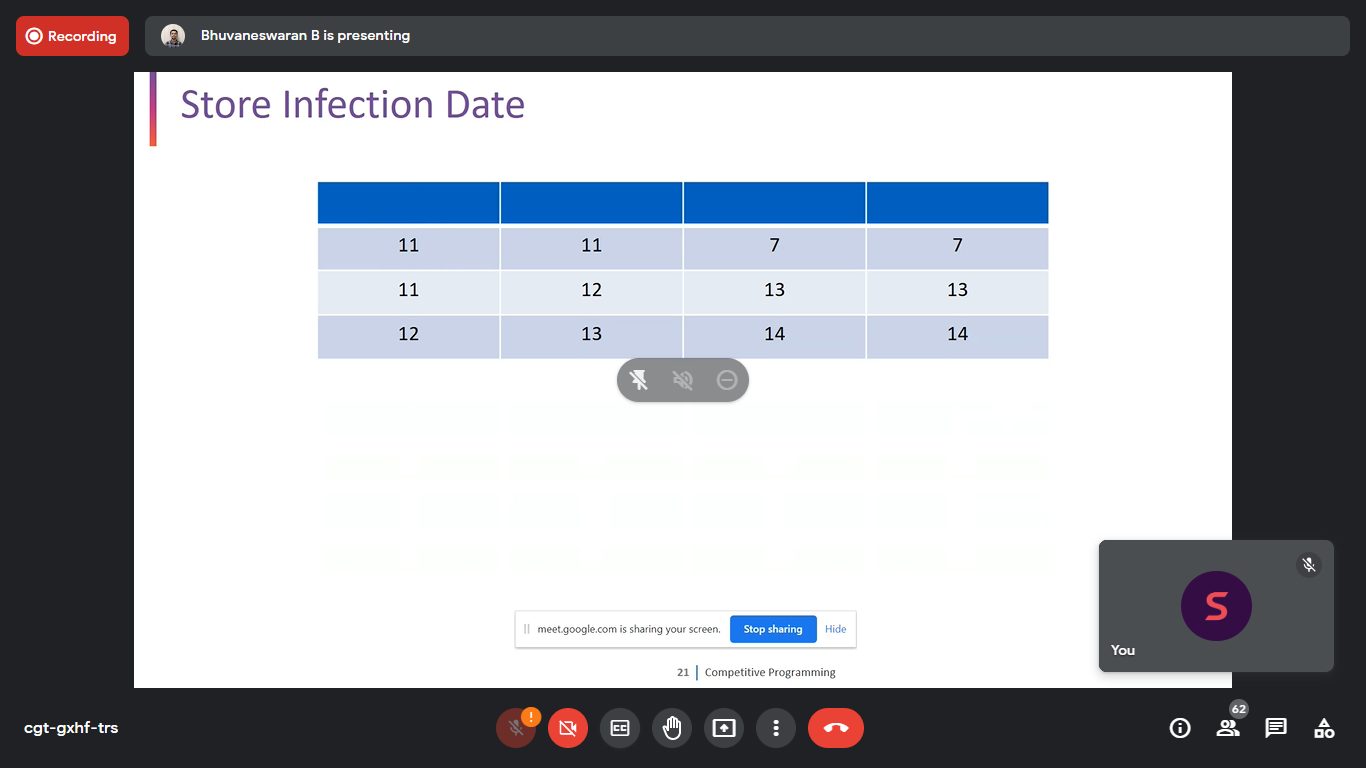 Recording
Bhuvaneswaran B is presenting
Store Infection Date
11 11 7 7
11 12 13 13
12 13 14 14
meet.google.com is sharing your screen. Stop sharing Hide
21 Competitive Programming
S
You
cgt-gxhf-trs
!
CC
62